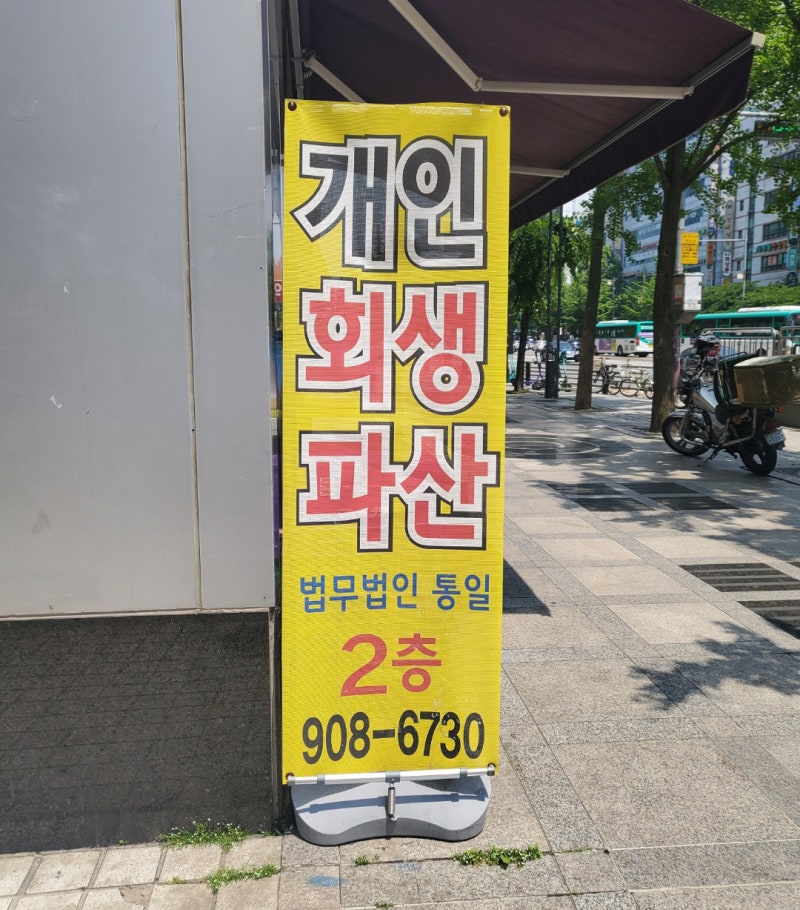 개인
회생
파산
법무법인 통일
2층
908-6730